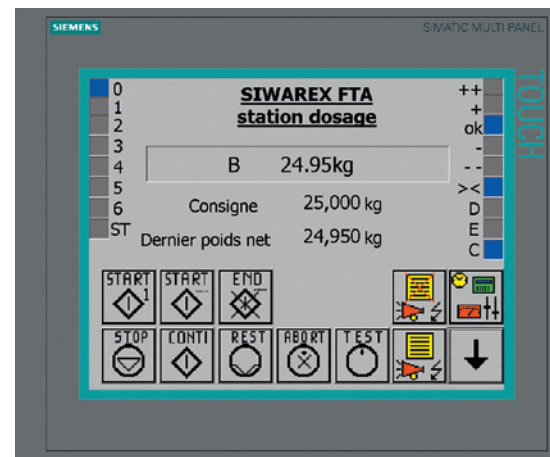 SIEMENS
SIMATIC MULTI PANEL
TOUCH
SIWAREX FTA
station dosage
0
1
2
3
4
5
6
ST
++
+
ok
-
--
><
D
E
C
B 24.95kg
Consigne 25,000 kg
Dernier poids net 24,950 kg
START 1
START
END
STOP
CONTI
REST
ABORT
TEST